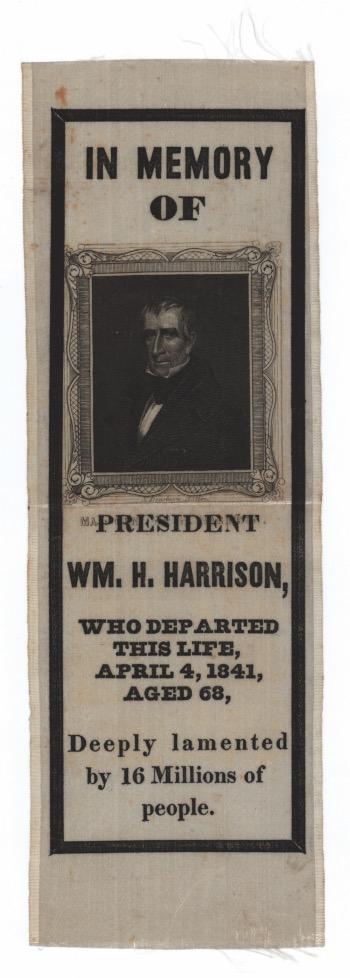 IN MEMORY
OF
PRESIDENT
WM. H. HARRISON,
WHO DEPARTED
THIS LIFE,
APRIL 4, 1841,
AGED 68,
Deeply lamented
by 16 Millions of
people.